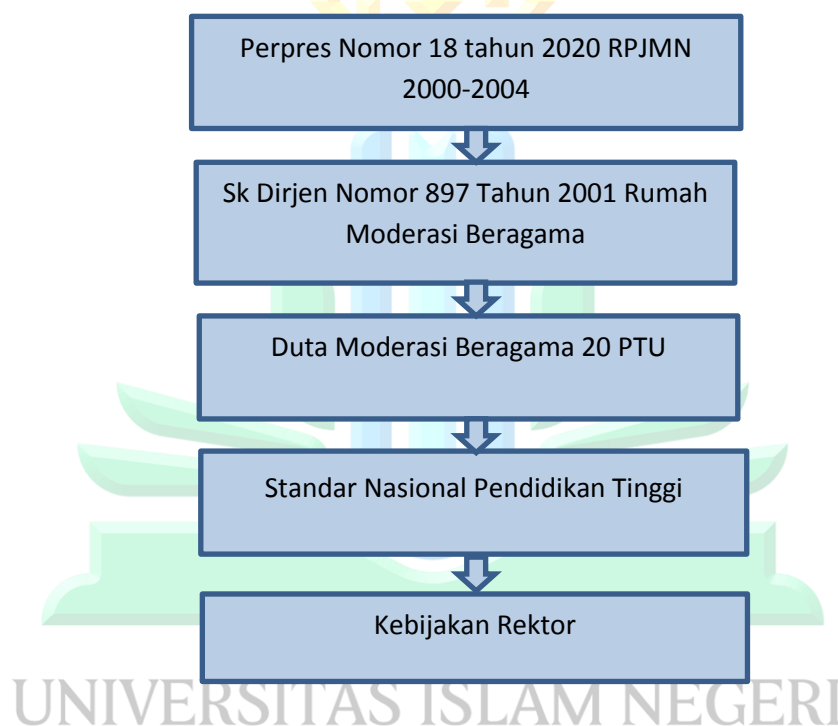 Perpres Nomor 18 tahun 2020 RPJMN
2000-2004
Sk Dirjen Nomor 897 Tahun 2001 Rumah
Moderasi Beragama
Duta Moderasi Beragama 20 PTU
Standar Nasional Pendidikan Tinggi
Kebijakan Rektor
UNIVERSITAS ISLAM NEGERI